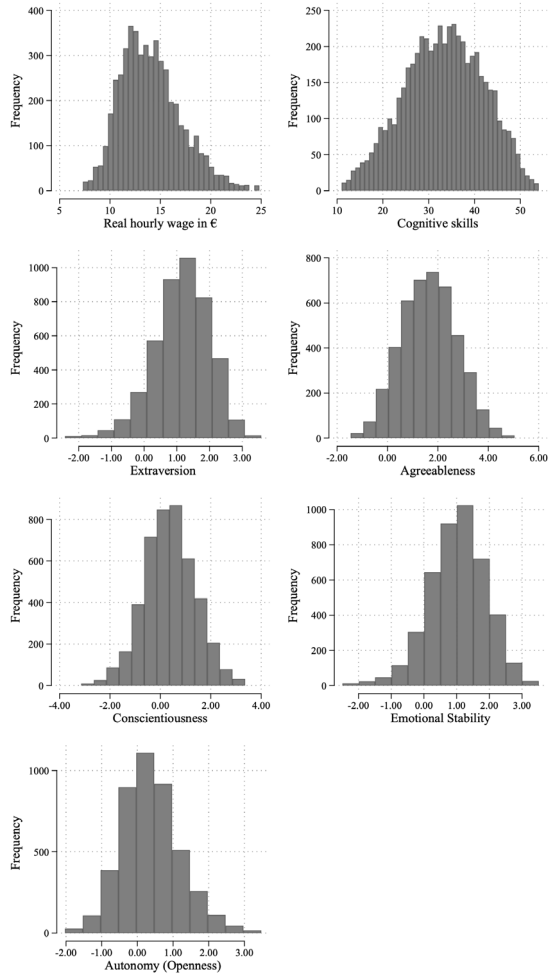 400
300
200
100
0
Frequency
5 10 15 20 25
Real hourly wage in €
250
200
150
100
50
0
Frequency
10 20 30 40 50
Cognitive skills
1000
800
600
400
200
0
Frequency
-2.00 -1.00 0.00 1.00 2.00 3.00
Extraversion
800
600
400
200
0
Frequency
-2.00 0.00 2.00 4.00 6.00
Agreeableness
800
600
400
200
0
Frequency
-4.00 -2.00 0.00 2.00 4.00
Conscientiousness
1000
800
600
400
200
0
Frequency
-2.00 -1.00 0.00 1.00 2.00 3.00
Emotional Stability
1000
500
0
Frequency
-2.00 -1.00 0.00 1.00 2.00 3.00
Autonomy (Openness)